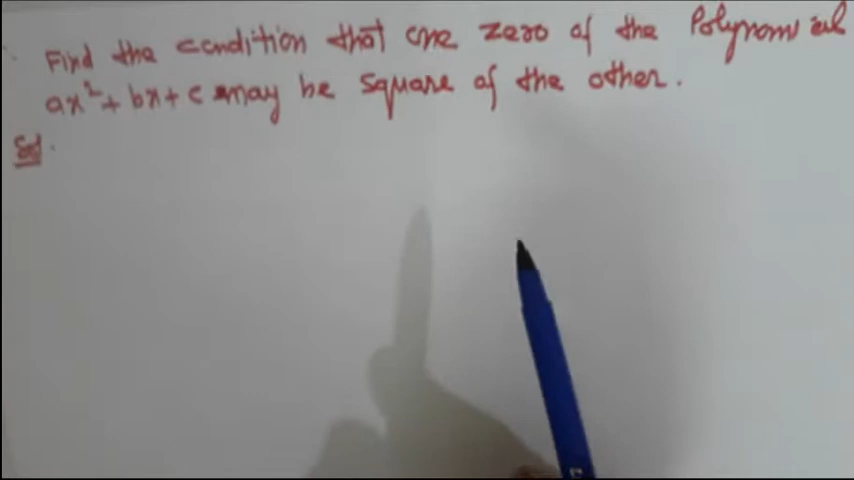 Find the condition that one zero of the Polynomial
ax²+ bx + c may be square of the other.
Sol.